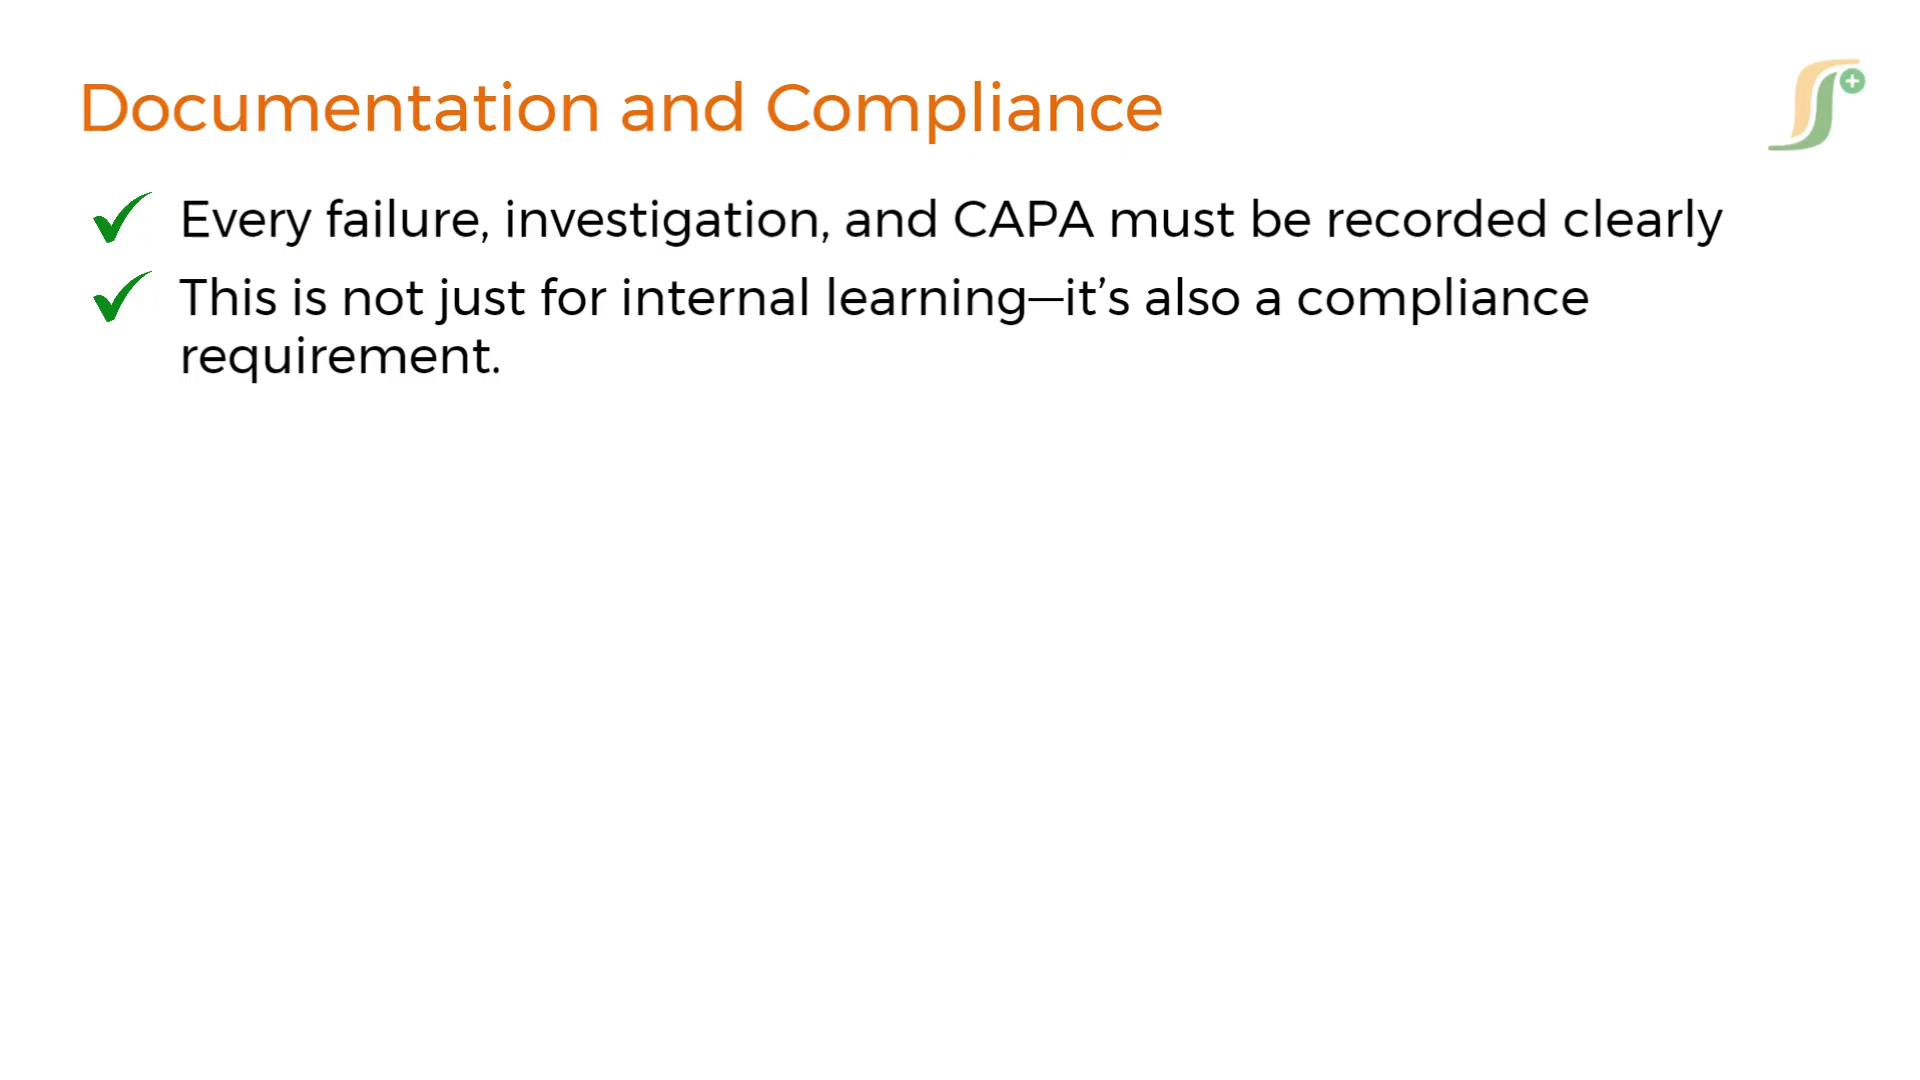 Documentation and Compliance
Every failure, investigation, and CAPA must be recorded clearly
This is not just for internal learning—it’s also a compliance
requirement.